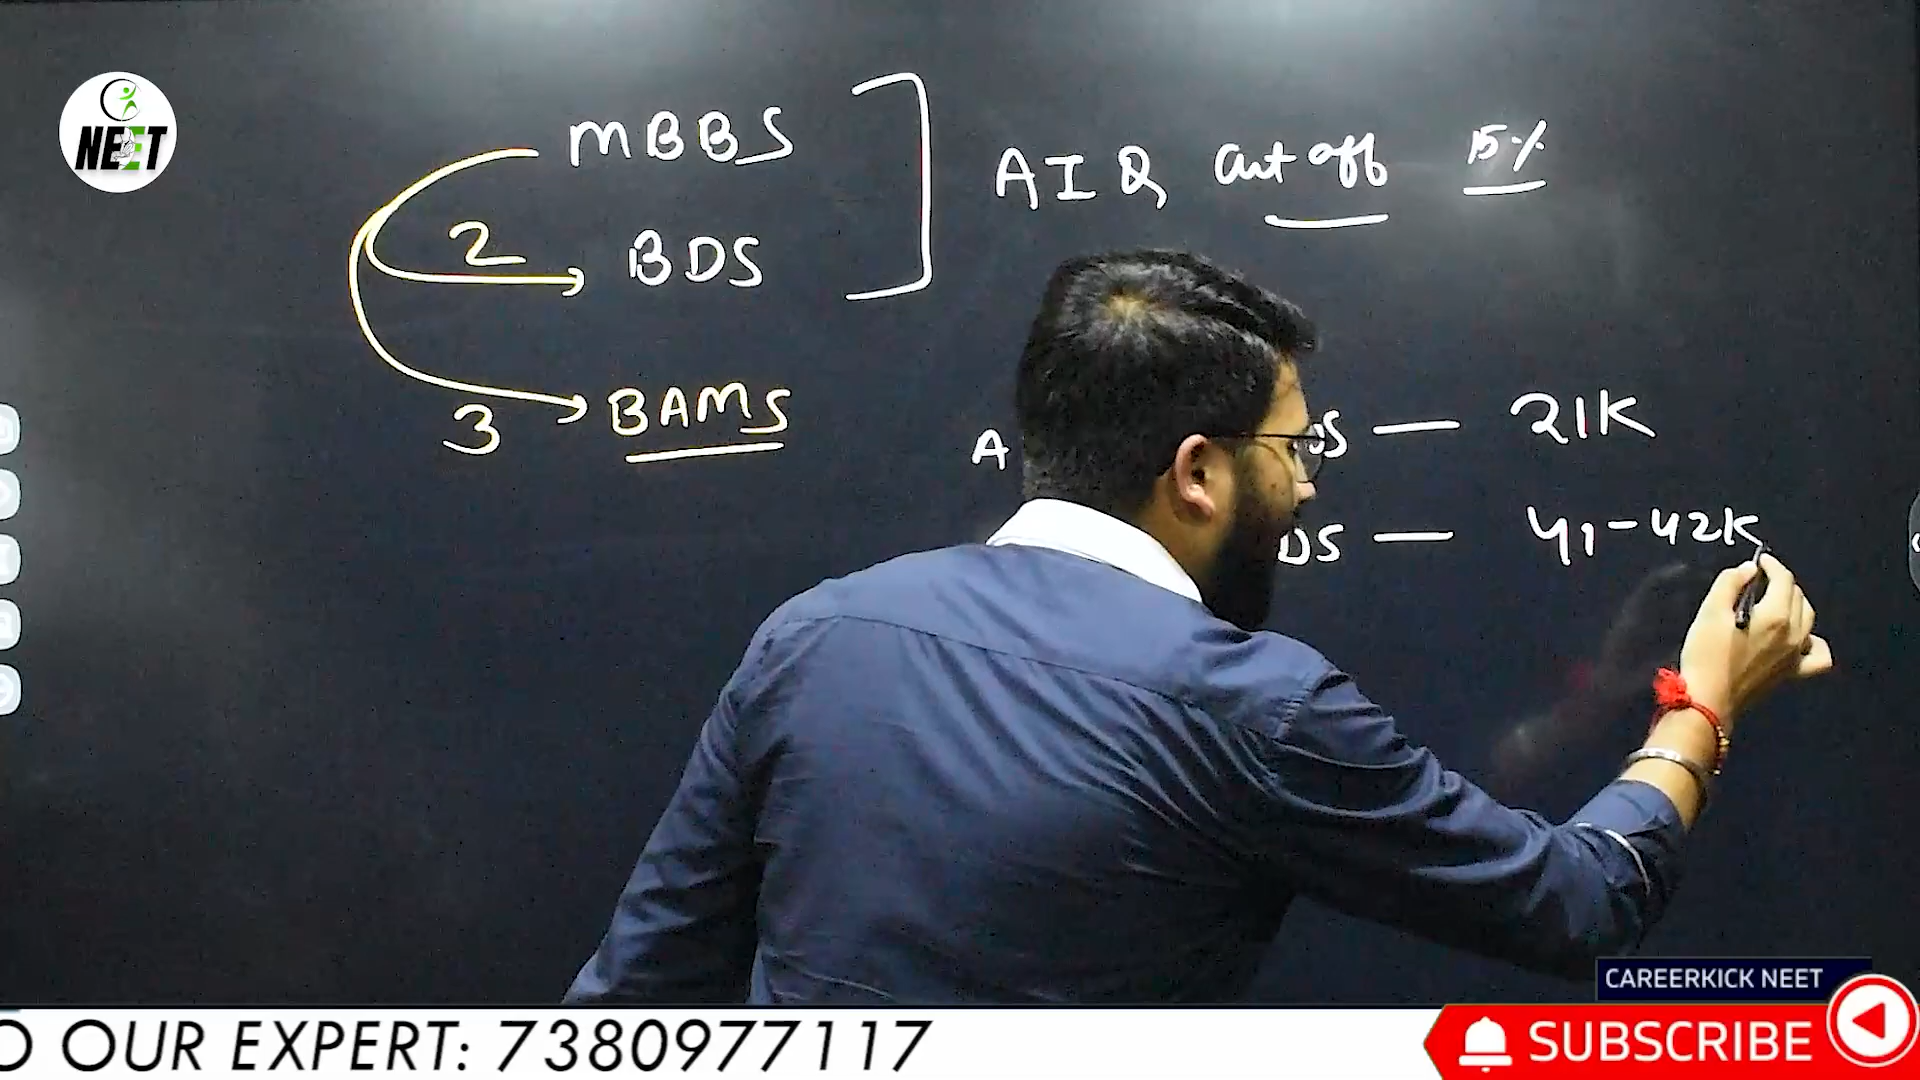 NEET
MBBS
AIQ cut off 15%
2 BDS
3 BAMS
A
DS — 21K
DS — 41-42K
CAREERKICK NEET
O OUR EXPERT: 7380977117
SUBSCRIBE